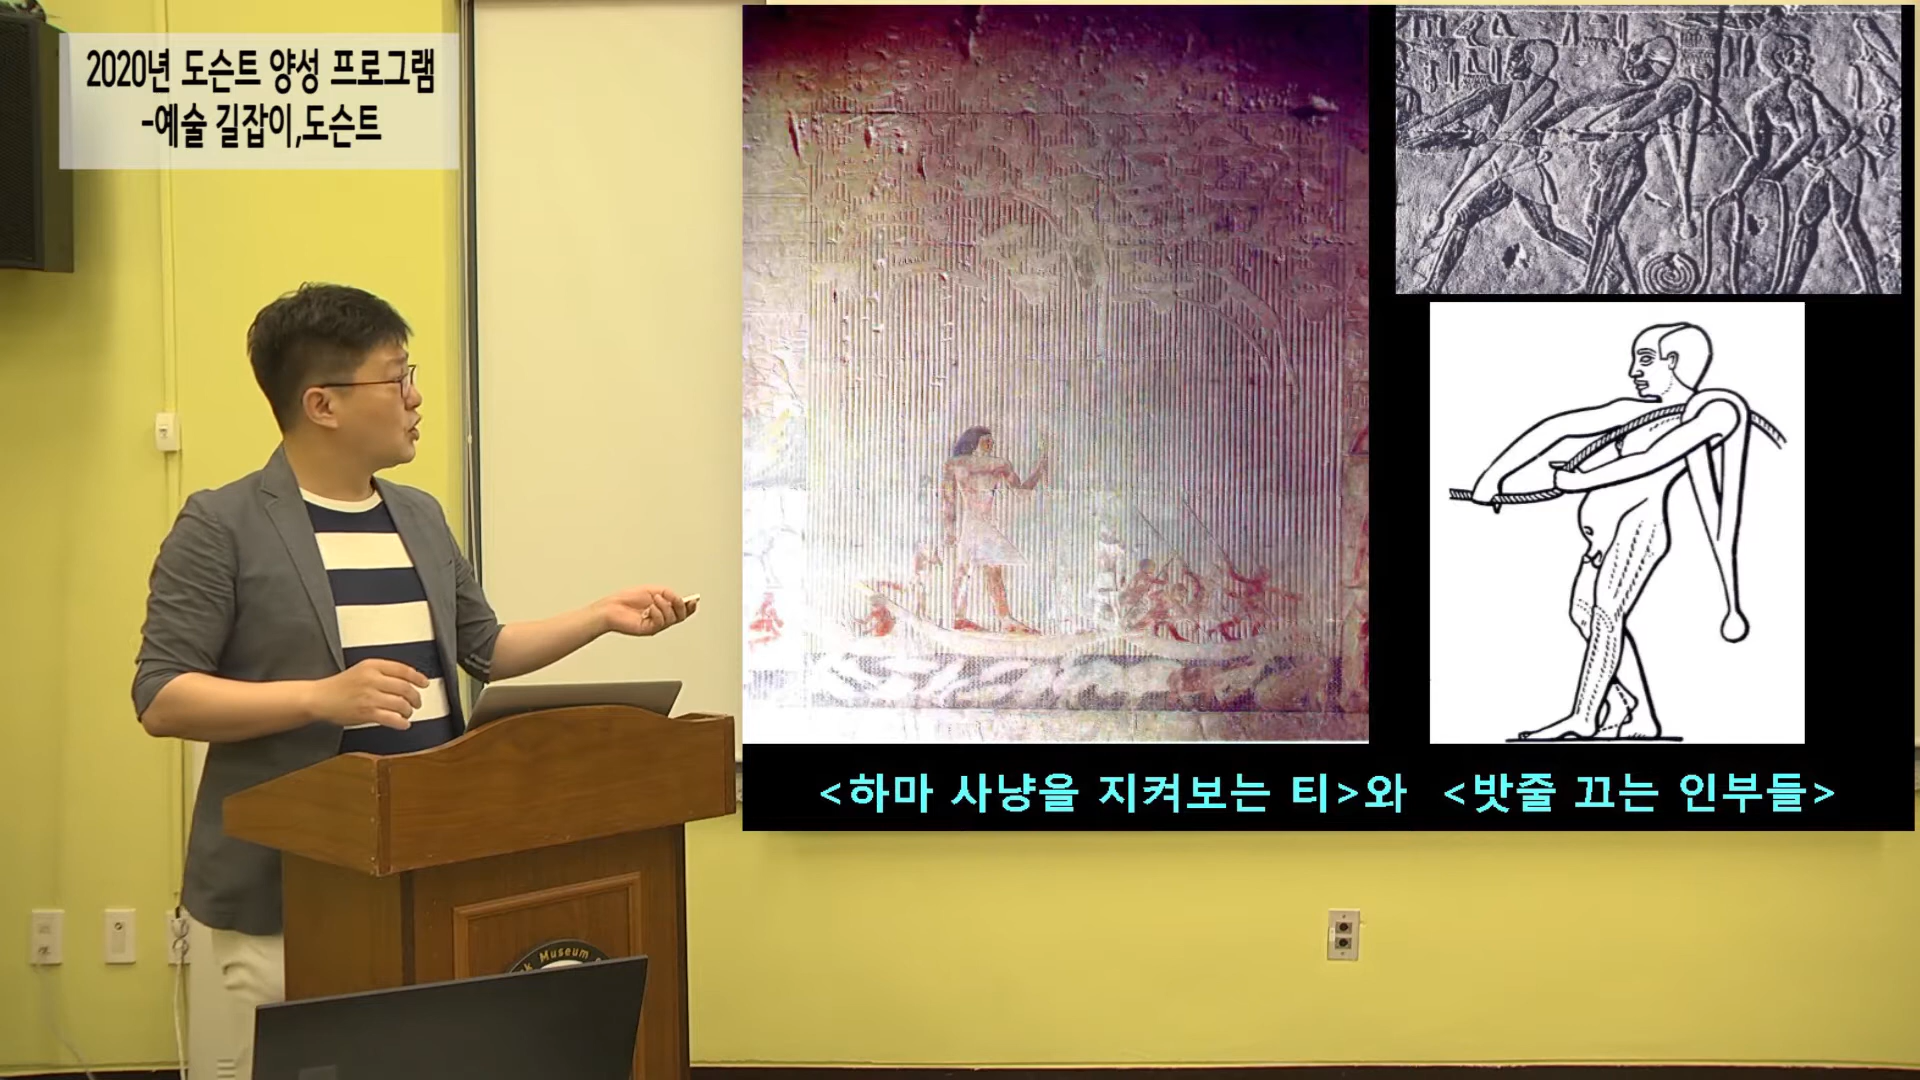 2020년 도슨트 양성 프로그램
-예술 길잡이,도슨트
<하마 사냥을 지켜보는 티>와 <밧줄 끄는 인부들>
Museum